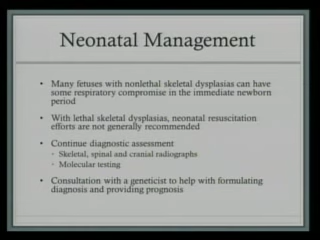 Neonatal Management
• Many fetuses with nonlethal skeletal dysplasias can have
some respiratory compromise in the immediate newborn
period
• With lethal skeletal dysplasias, neonatal resuscitation
efforts are not generally recommended
• Continue diagnostic assessment
• Skeletal, spinal and cranial radiographs
• Molecular testing
• Consultation with a geneticist to help with formulating
diagnosis and providing prognosis